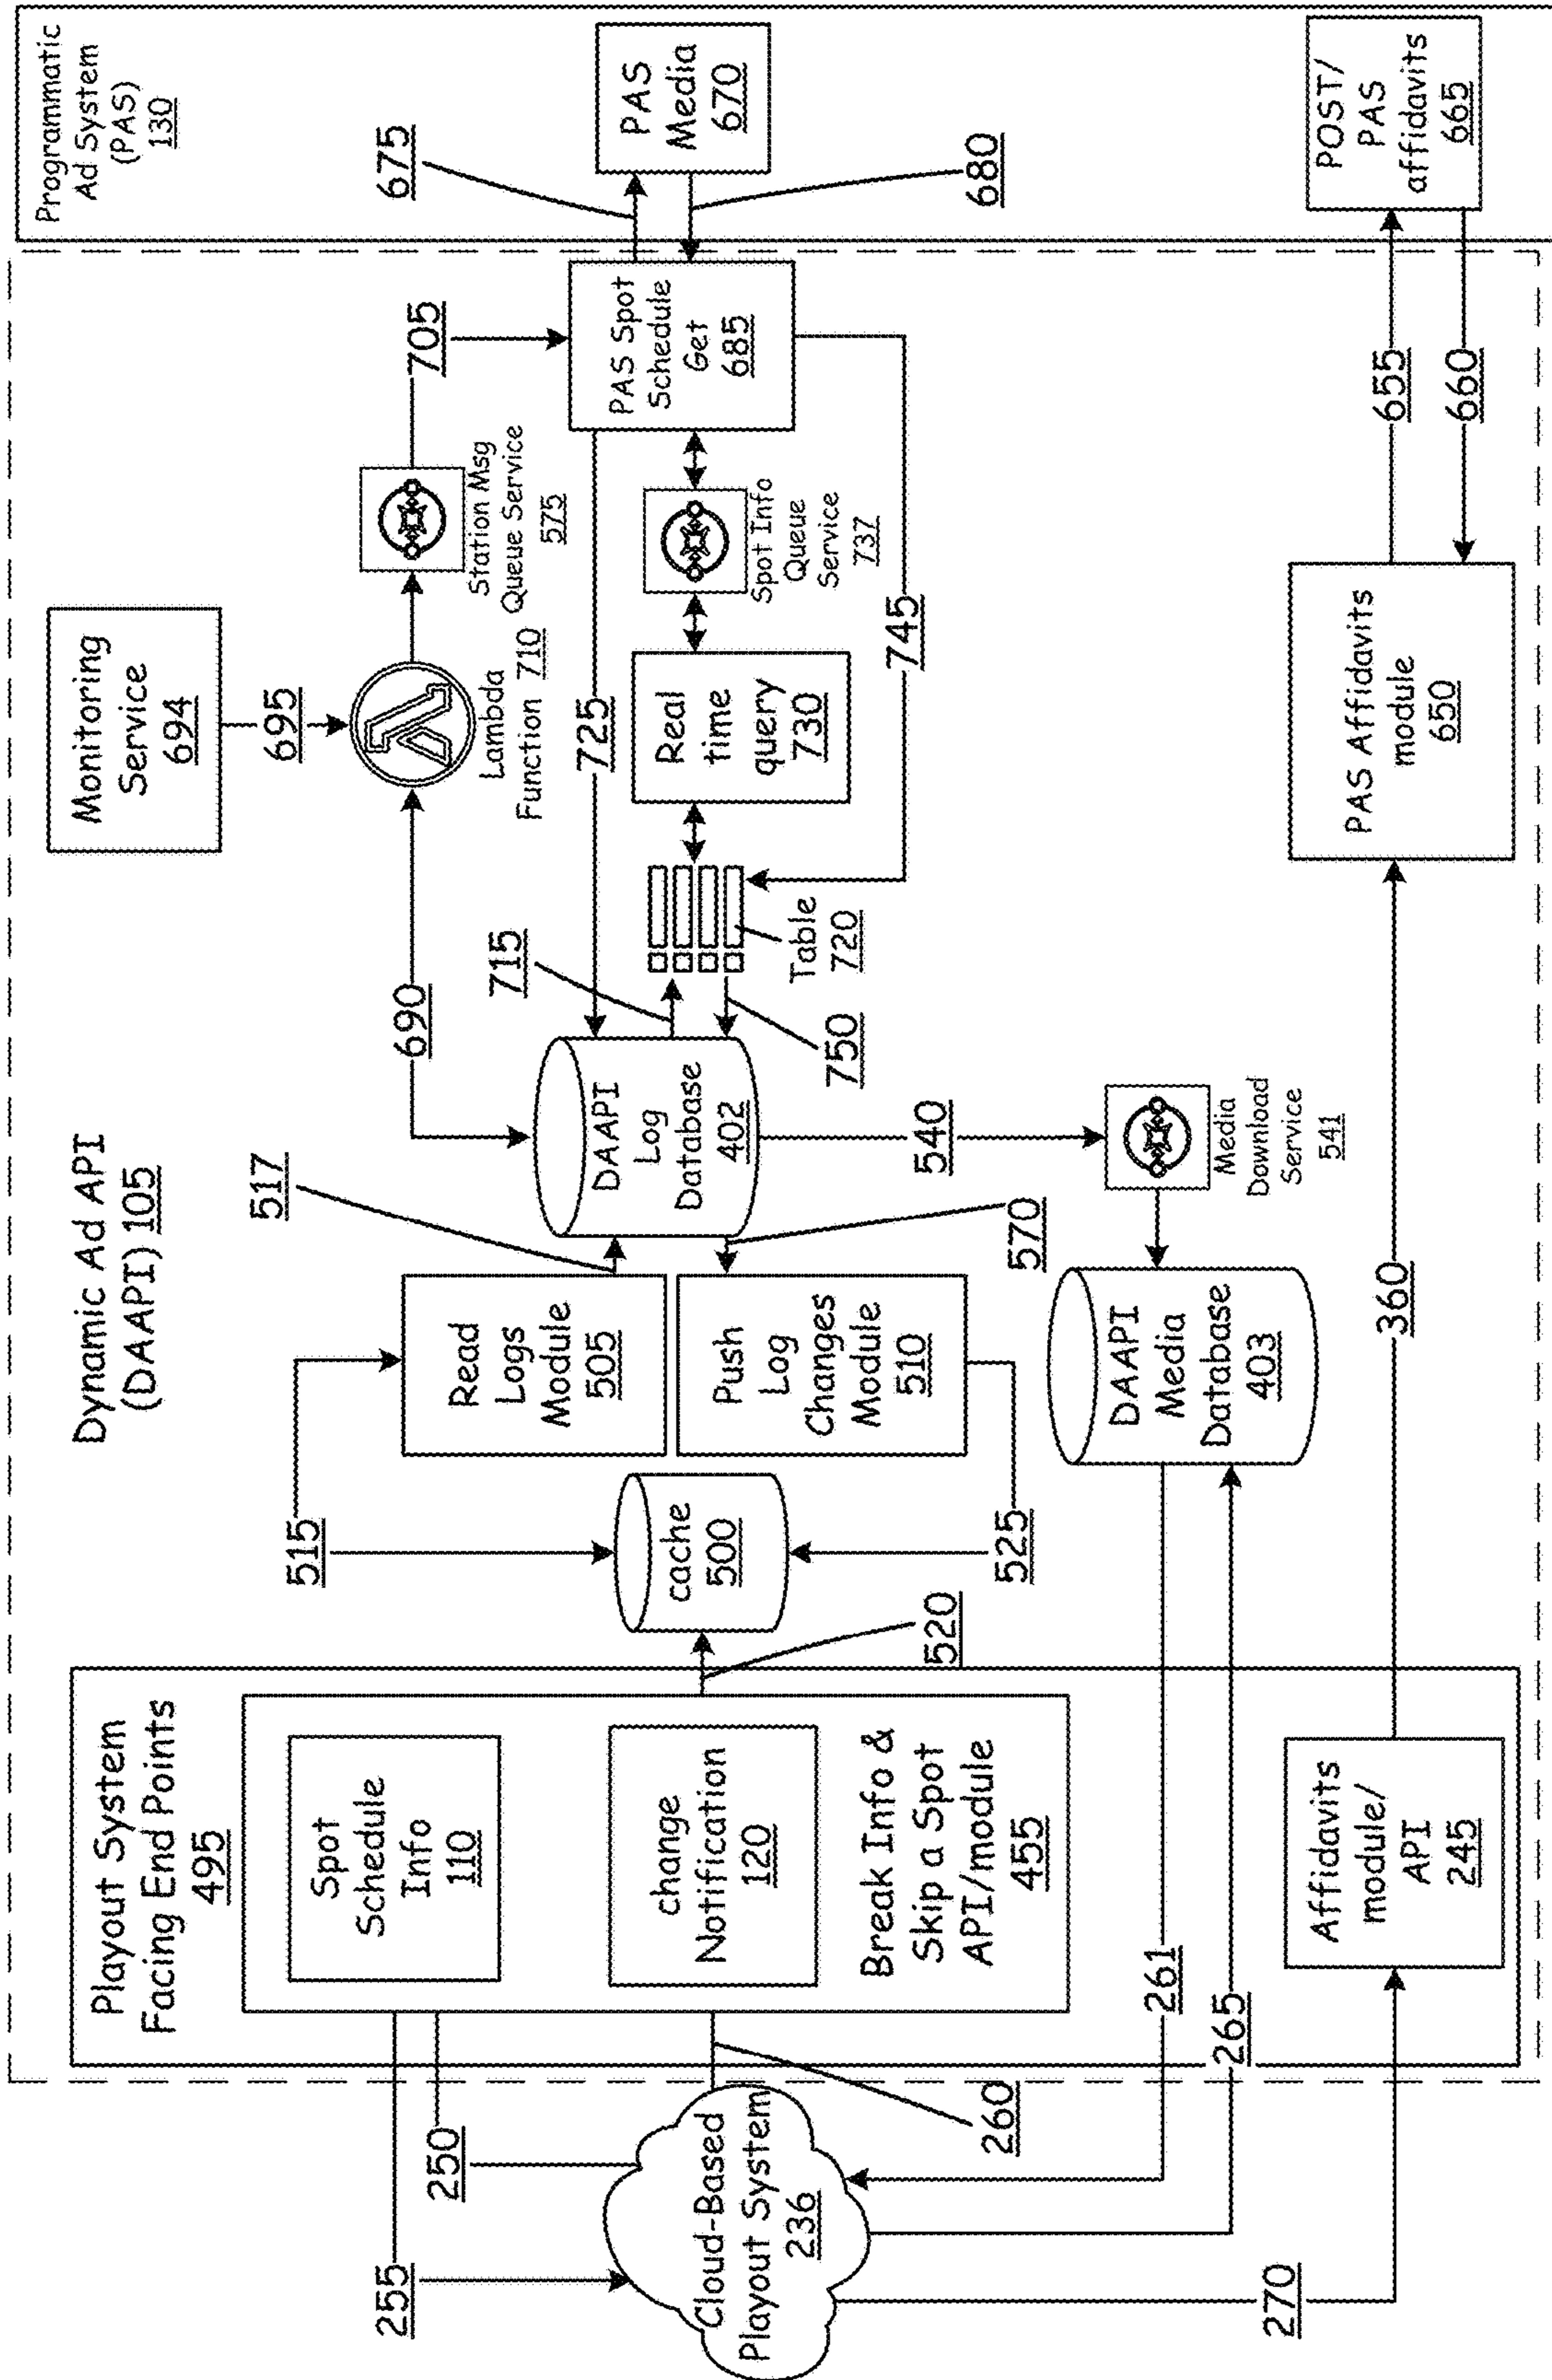 Dynamic Ad API
(DAAPI) 105
Programmatic
Ad System
(PAS)
130
Playout System
Facing End Points
495
Spot
Schedule
Info
110
change
Notification
120
Break Info &
Skip a Spot
API/module
455
Affidavits
module/
API
245
Cloud-Based
Playout System
236
255
250
260
261
265
270
515
520
525
cache
500
Read
Logs
Module
505
Push
Log
Changes
Module
510
517
570
DAAPI
Log
Database
402
DAAPI
Media
Database
403
540
Media
Download
Service
541
690
715
750
725
Table
720
Monitoring
Service
694
695
Lambda
Function 710
Station Msg
Queue Service
575
705
Real
time
query
730
Spot Info
Queue
Service
737
745
PAS Spot
Schedule
Get
685
675
680
PAS
Media
670
360
PAS Affidavits
module
650
655
660
POST/
PAS
affidavits
665